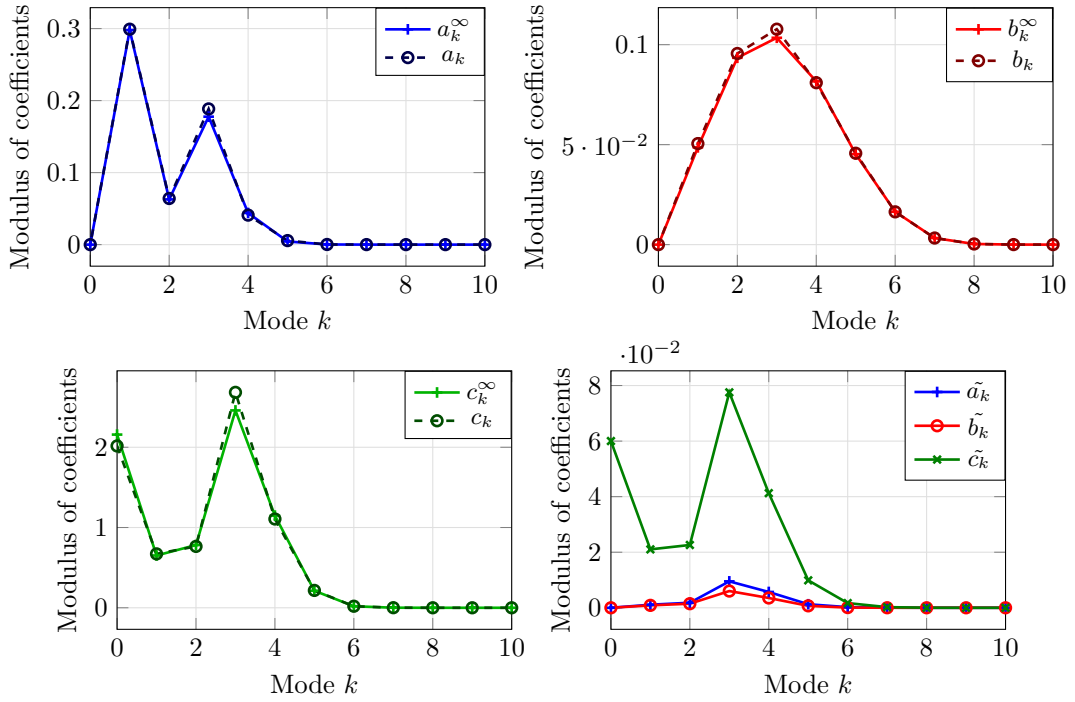 Modulus of coefficients
0.3
0.2
0.1
0
0 2 4 6 8 10
Mode k
a_k^∞
a_k
Modulus of coefficients
0.1
5 · 10^−2
0
0 2 4 6 8 10
Mode k
b_k^∞
b_k
Modulus of coefficients
2
1
0
0 2 4 6 8 10
Mode k
c_k^∞
c_k
·10^−2
Modulus of coefficients
8
6
4
2
0
0 2 4 6 8 10
Mode k
ã_k
b̃_k
c̃_k